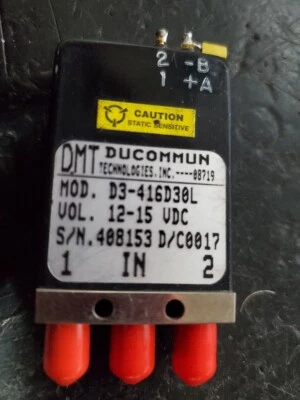 2 -B
1 +A
CAUTION
STATIC SENSITIVE
DMT DUCOMMUN
TECHNOLOGIES, INC.----08719
MOD. D3-416D30L
VOL. 12-15 VDC
S/N.408153 D/C0017
1 IN 2